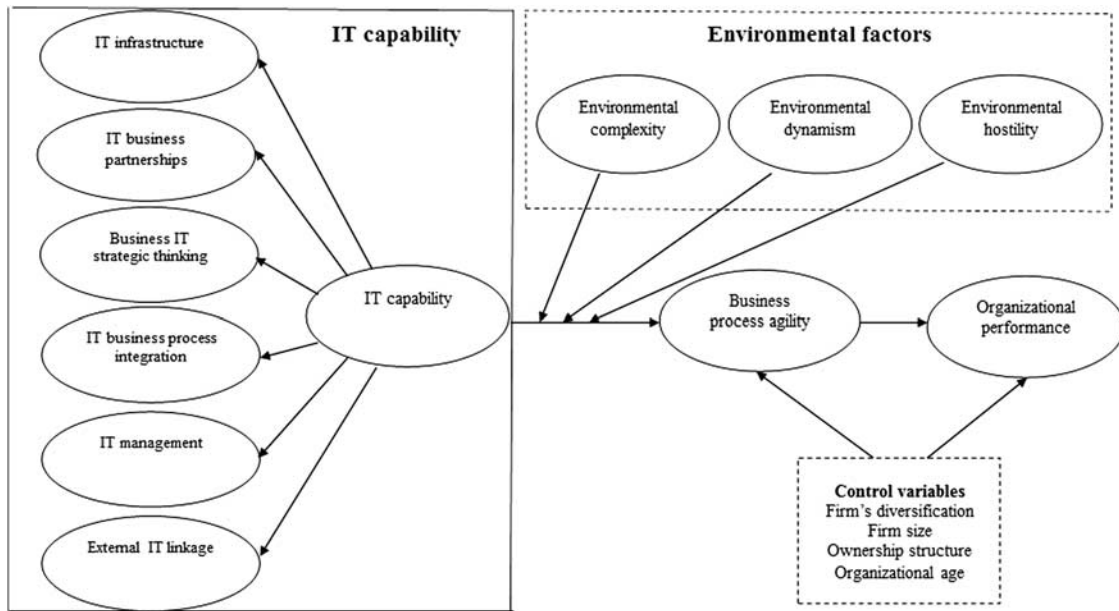 IT capability
IT infrastructure
IT business
partnerships
Business IT
strategic thinking
IT business process
integration
IT management
External IT linkage
IT capability
Environmental factors
Environmental
complexity
Environmental
dynamism
Environmental
hostility
Business
process agility
Organizational
performance
Control variables
Firm's diversification
Firm size
Ownership structure
Organizational age